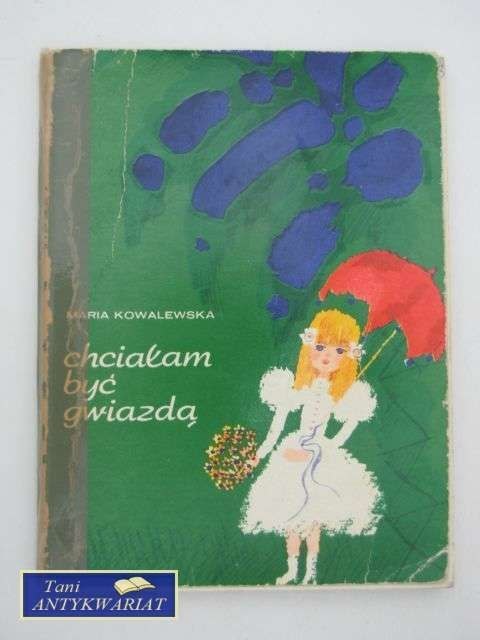 MARIA KOWALEWSKA
chciałam
być
gwiazdą
Tani
ANTYKWARIAT